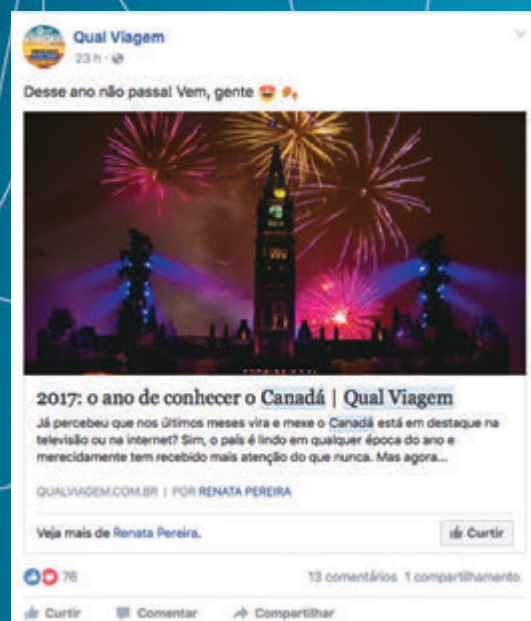 Qual Viagem
23 h
Desse ano não passa! Vem, gente
2017: o ano de conhecer o Canadá | Qual Viagem
Já percebeu que nos últimos meses vira e mexe o Canadá está em destaque na
televisão ou na internet? Sim, o país é lindo em qualquer época do ano e
merecidamente tem recebido mais atenção do que nunca. Mas agora...
QUALVIAGEM.COM.BR | POR RENATA PEREIRA
Veja mais de Renata Pereira. Curtir
76 13 comentários 1 compartilhamento
Curtir Comentar Compartilhar